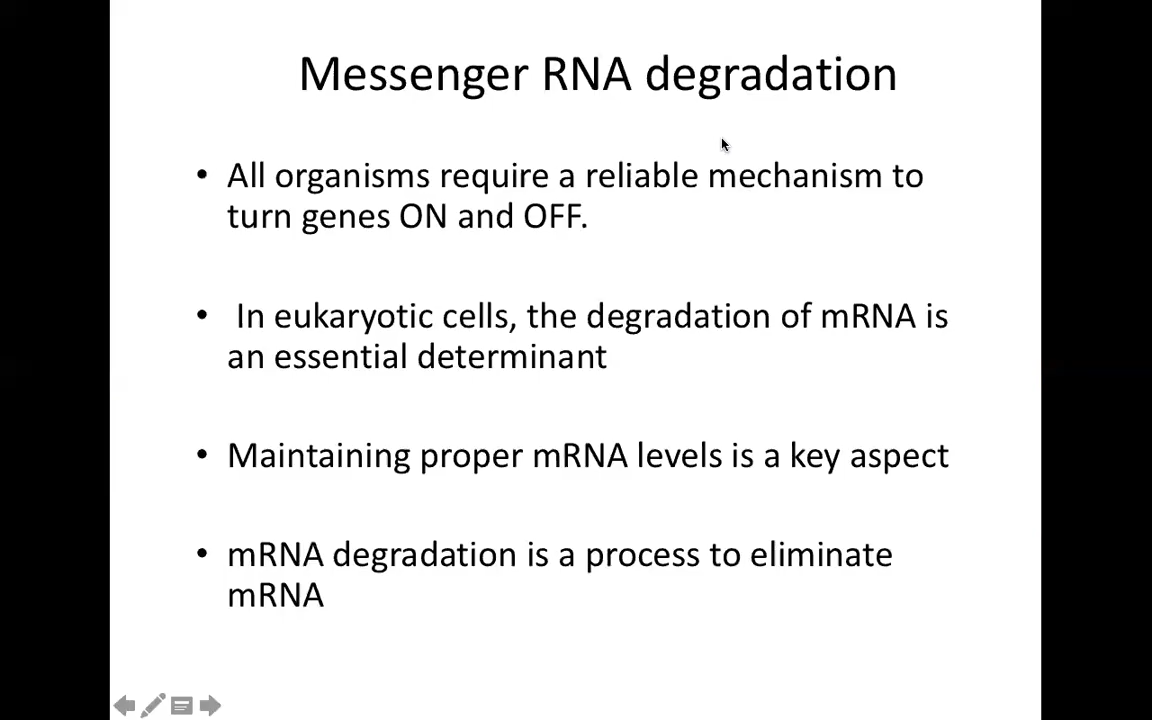 Messenger RNA degradation
• All organisms require a reliable mechanism to
turn genes ON and OFF.
• In eukaryotic cells, the degradation of mRNA is
an essential determinant
• Maintaining proper mRNA levels is a key aspect
• mRNA degradation is a process to eliminate
mRNA